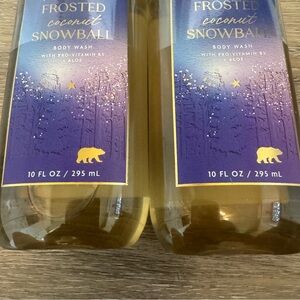 FROSTED
coconut
SNOWBALL
BODY WASH
WITH PRO-VITAMIN B5
+ ALOE
10 FL OZ / 295 mL
FROSTED
coconut
SNOWBALL
BODY WASH
WITH PRO-VITAMIN B5
+ ALOE
10 FL OZ / 295 mL